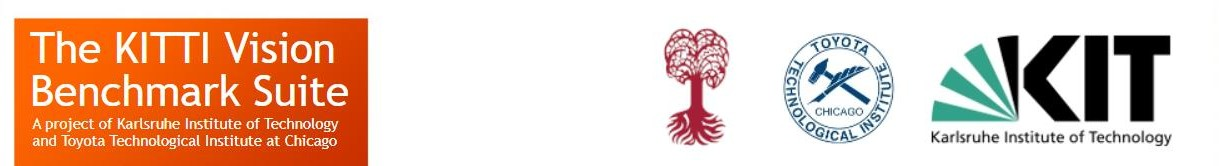 The KITTI Vision
Benchmark Suite
A project of Karlsruhe Institute of Technology
and Toyota Technological Institute at Chicago
TOYOTA
TECHNOLOGICAL INSTITUTE
CHICAGO
KIT
Karlsruhe Institute of Technology